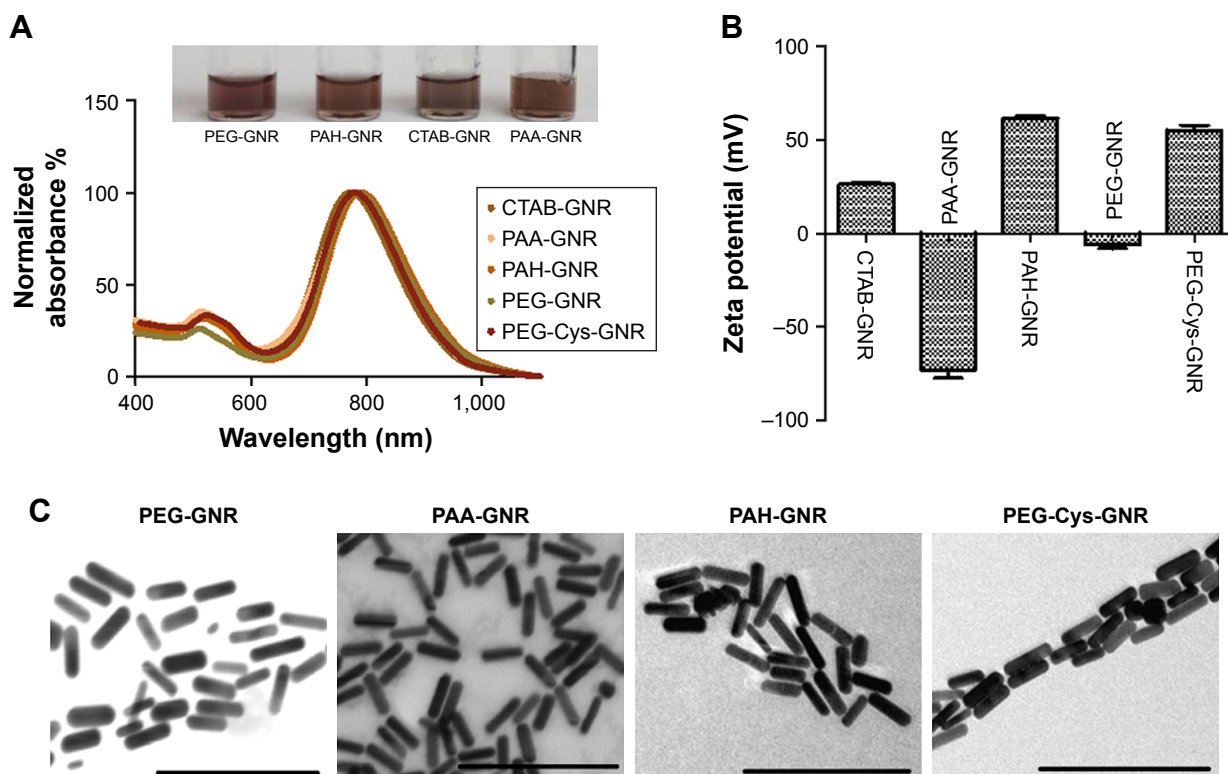 A
PEG-GNR PAH-GNR CTAB-GNR PAA-GNR
Normalized
absorbance %
150
100
50
0
400 600 800 1,000
Wavelength (nm)
CTAB-GNR
PAA-GNR
PAH-GNR
PEG-GNR
PEG-Cys-GNR
B
Zeta potential (mV)
100
50
0
–50
–100
CTAB-GNR
PAA-GNR
PAH-GNR
PEG-GNR
PEG-Cys-GNR
C
PEG-GNR PAA-GNR PAH-GNR PEG-Cys-GNR